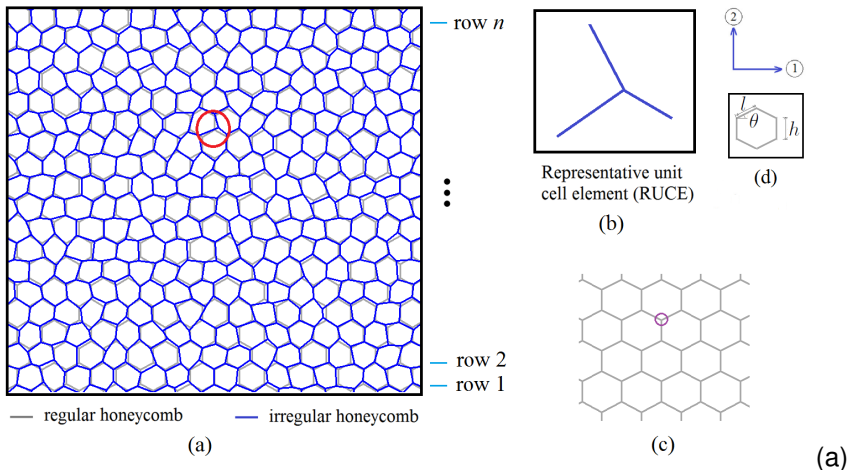 row n
②
①
l
θ
h
(d)
Representative unit
cell element (RUCE)
(b)
⋮
row 2
row 1
regular honeycomb
irregular honeycomb
(a)
(c)
(a)